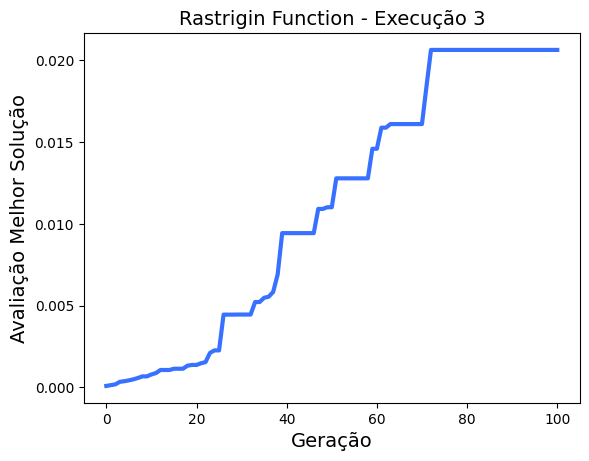 Rastrigin Function - Execução 3
Avaliação Melhor Solução
0.020
0.015
0.010
0.005
0.000
0 20 40 60 80 100
Geração